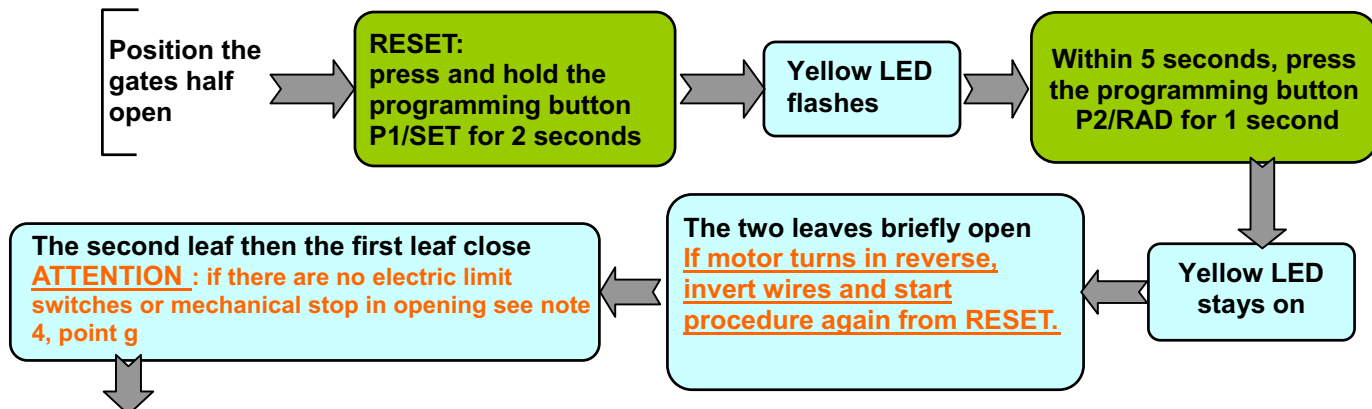 Position the
gates half
open
RESET:
press and hold the
programming button
P1/SET for 2 seconds
Yellow LED
flashes
Within 5 seconds, press
the programming button
P2/RAD for 1 second
Yellow LED
stays on
The two leaves briefly open
If motor turns in reverse,
invert wires and start
procedure again from RESET.
The second leaf then the first leaf close
ATTENTION : if there are no electric limit
switches or mechanical stop in opening see note
4, point g